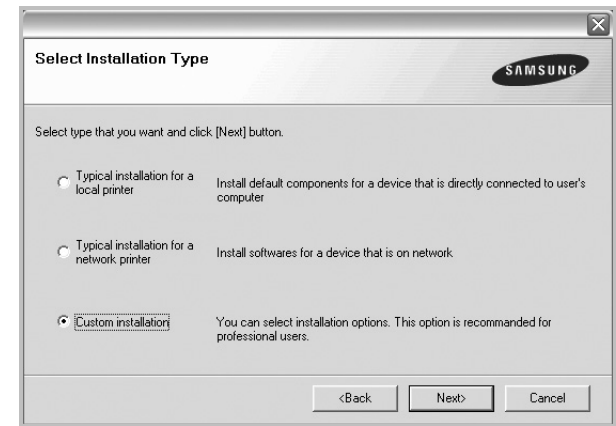 Select Installation Type
SAMSUNG
Select type that you want and click [Next] button.
Typical installation for a
local printer
Install default components for a device that is directly connected to user's
computer
Typical installation for a
network printer
Install softwares for a device that is on network
Custom installation
You can select installation options. This option is recommanded for
professional users.
<Back
Next>
Cancel